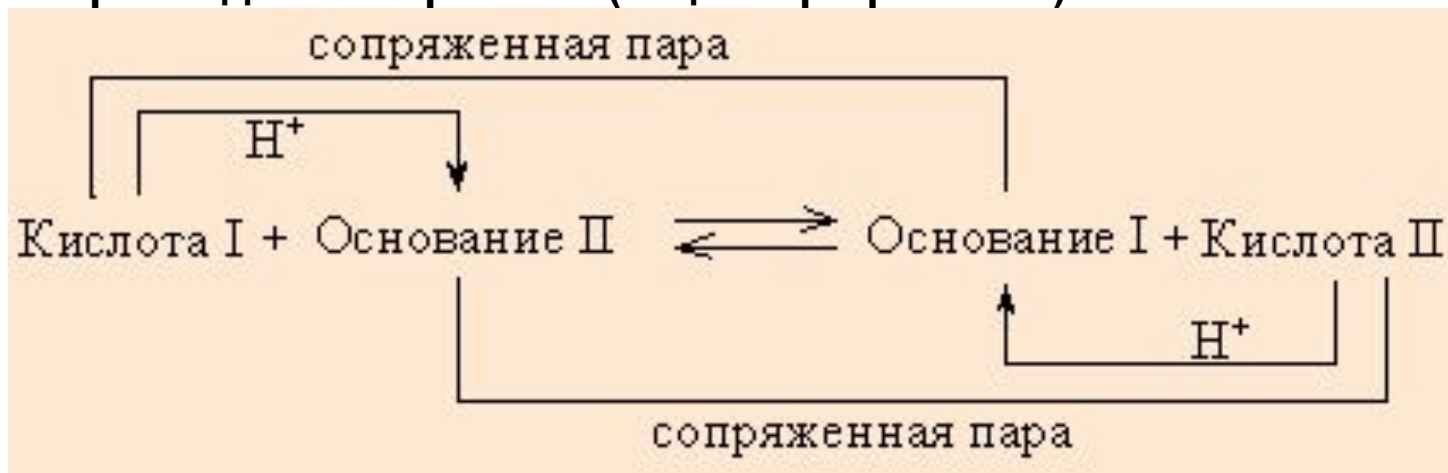 сопряженная пара
H⁺
Кислота I + Основание II ⇌ Основание I + Кислота II
H⁺
сопряженная пара